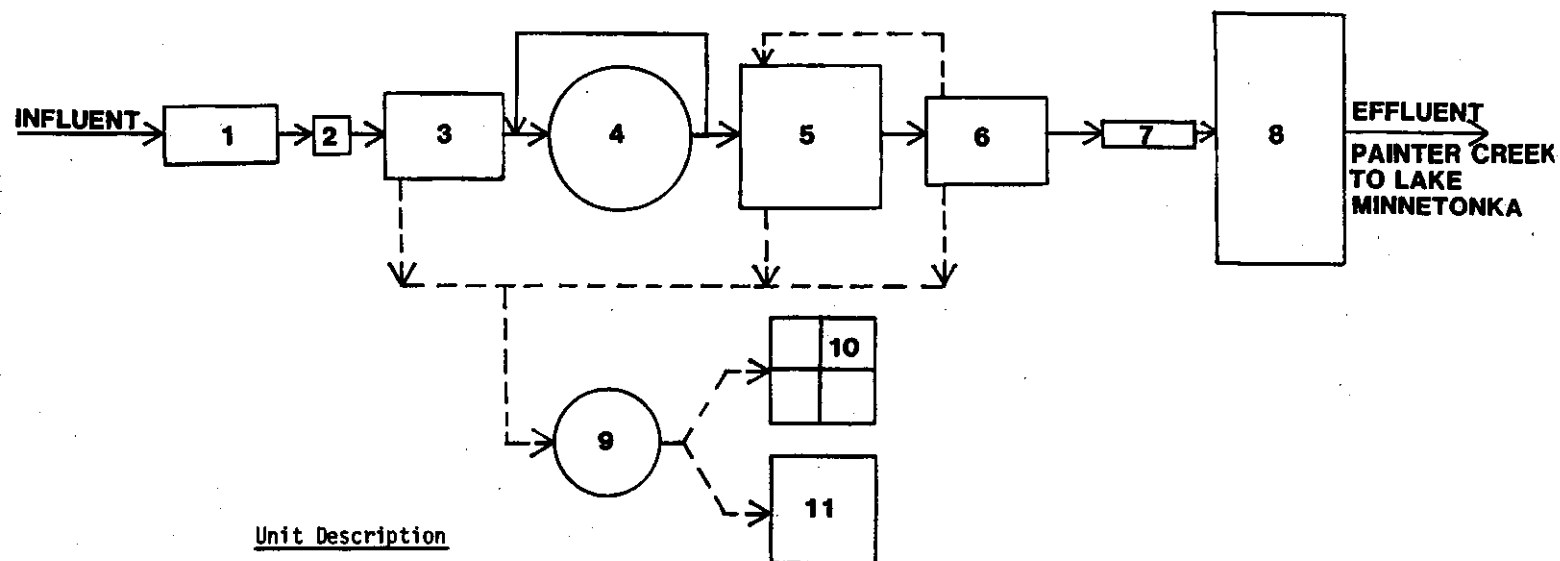 INFLUENT
1
2
3
4
5
6
7
8
EFFLUENT
PAINTER CREEK
TO LAKE
MINNETONKA
9
10
11
Unit Description